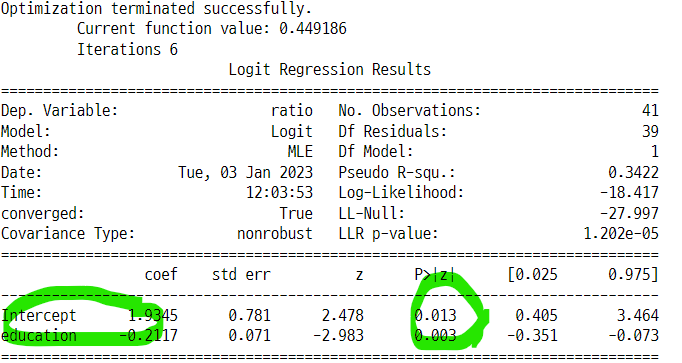 Optimization terminated successfully.
Current function value: 0.449186
Iterations 6
Logit Regression Results
==============================================================================
Dep. Variable: ratio No. Observations: 41
Model: Logit Df Residuals: 39
Method: MLE Df Model: 1
Date: Tue, 03 Jan 2023 Pseudo R-squ.: 0.3422
Time: 12:03:53 Log-Likelihood: -18.417
converged: True LL-Null: -27.997
Covariance Type: nonrobust LLR p-value: 1.202e-05
==============================================================================
coef std err z P>|z| [0.025 0.975]
------------------------------------------------------------------------------
Intercept 1.9345 0.781 2.478 0.013 0.405 3.464
education -0.2117 0.071 -2.983 0.003 -0.351 -0.073
==============================================================================